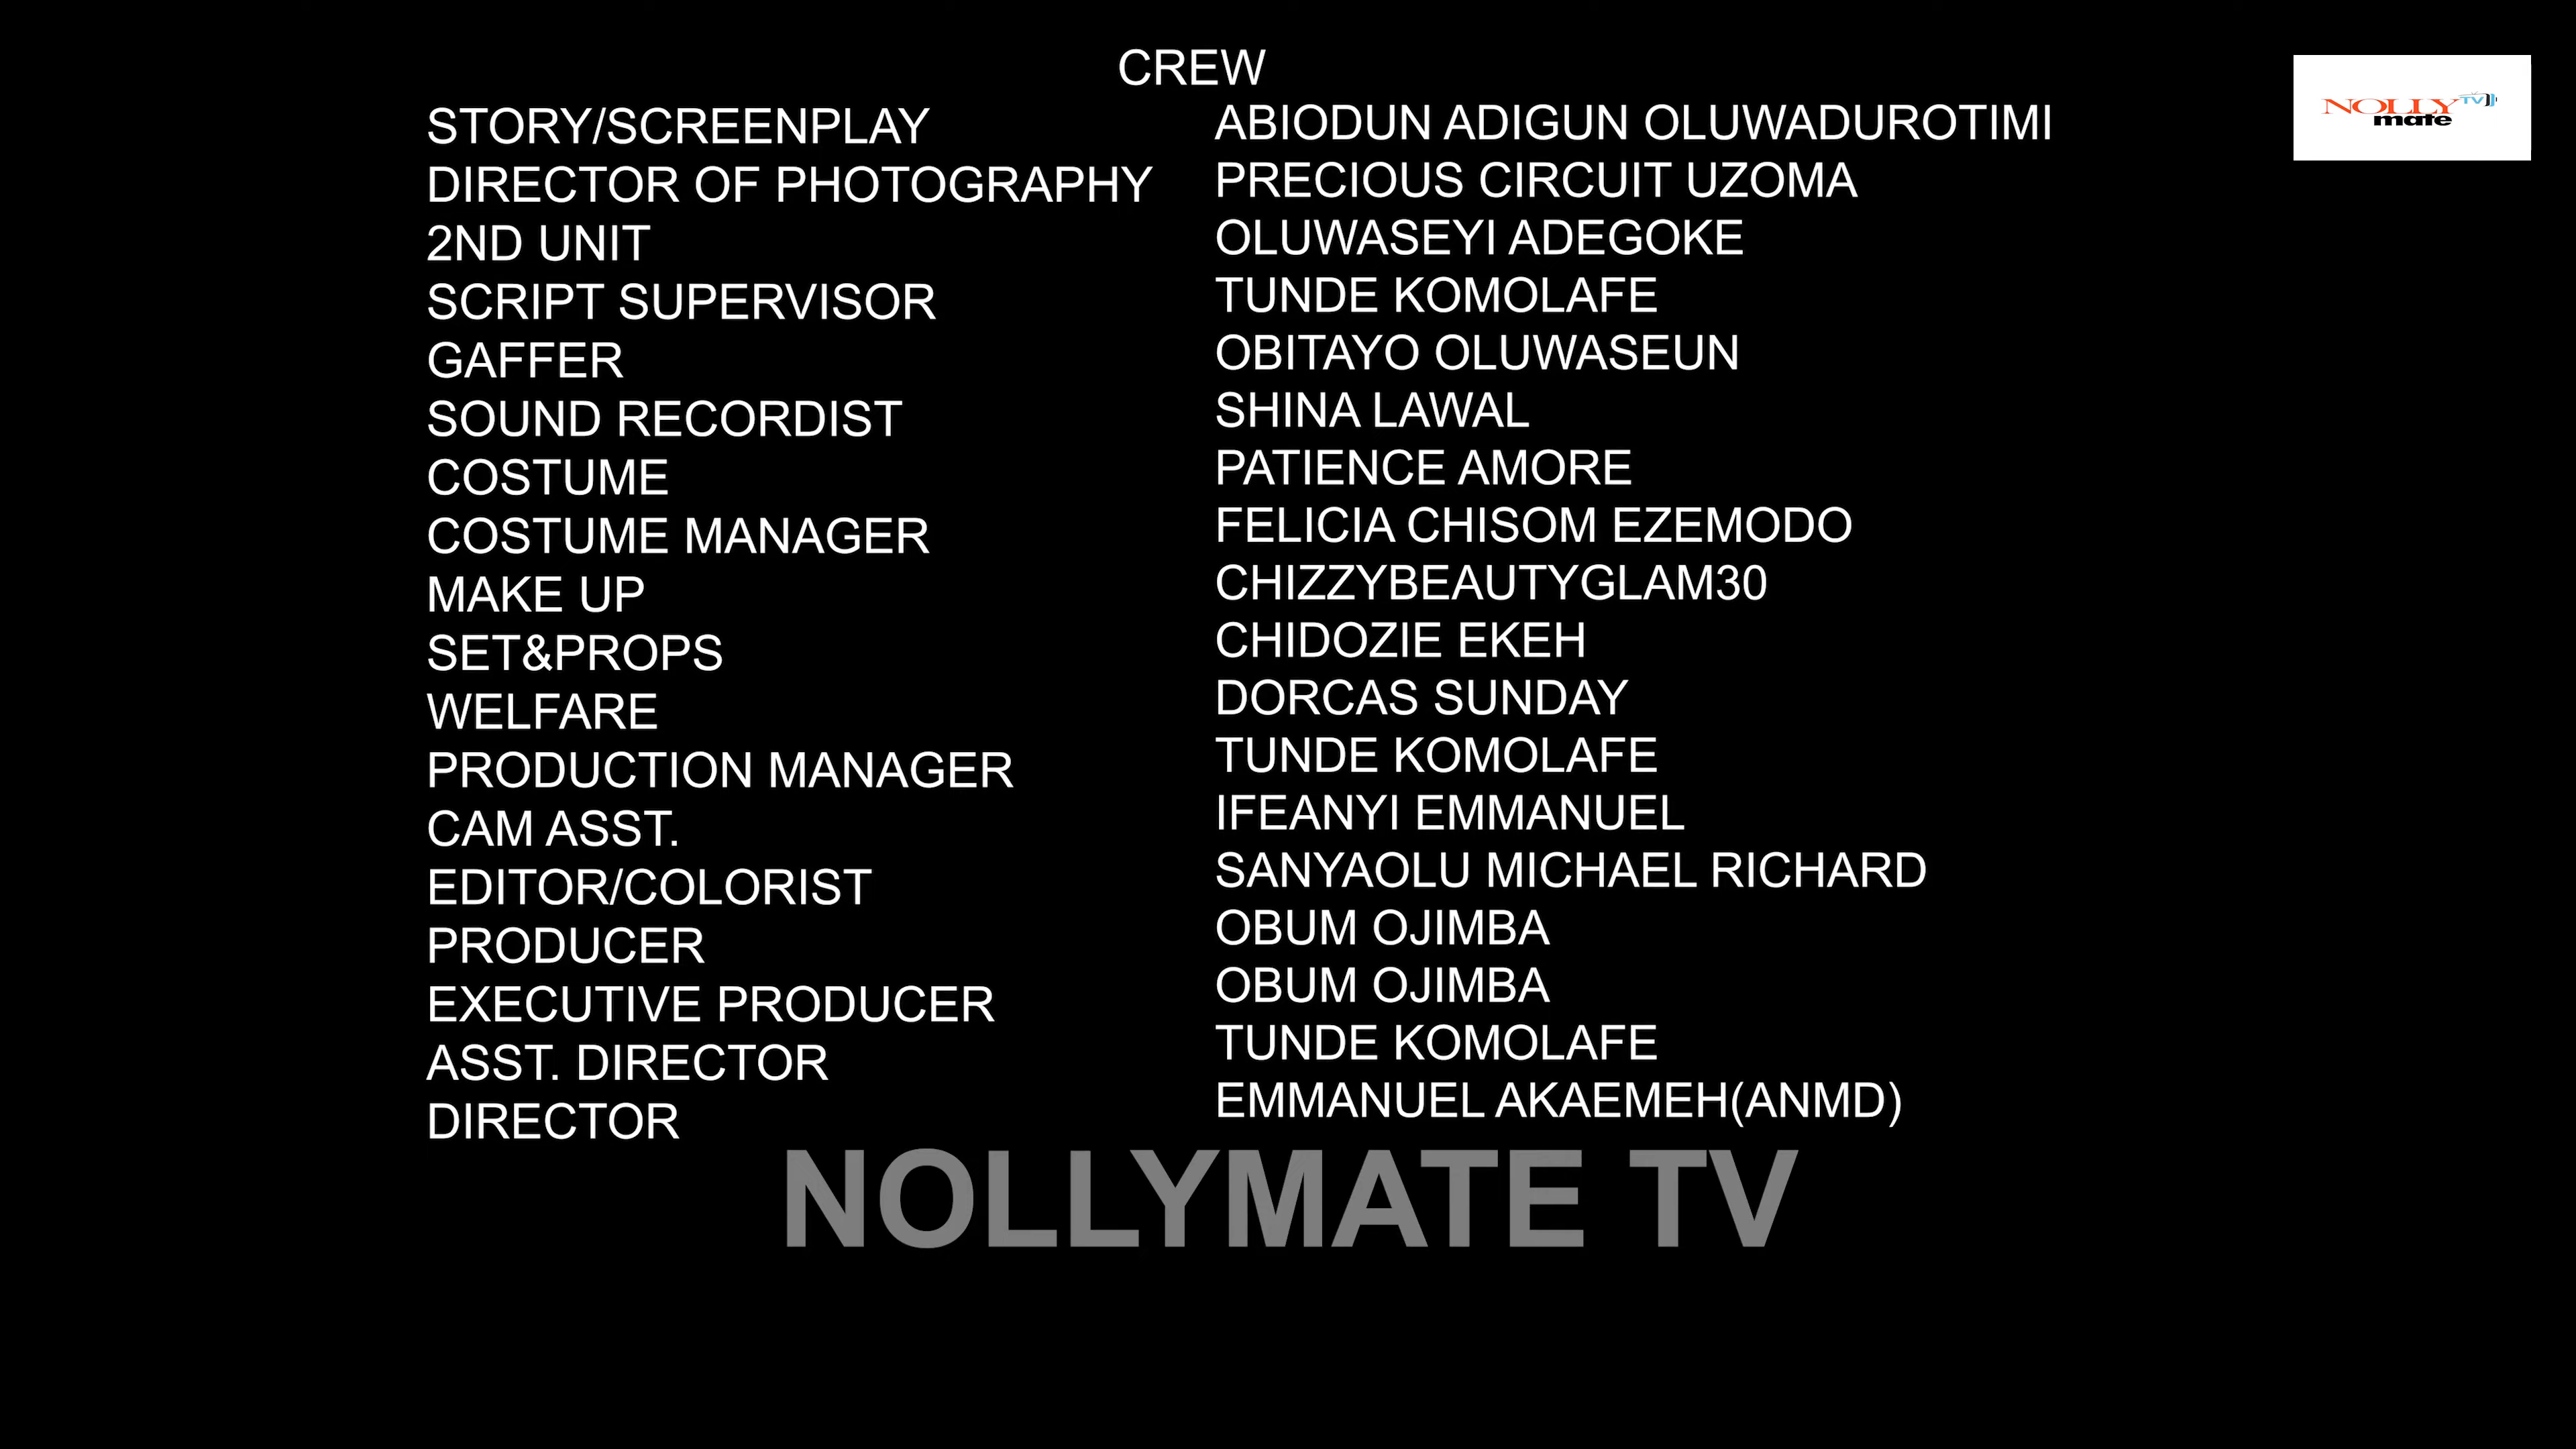 CREW
STORY/SCREENPLAY ABIODUN ADIGUN OLUWADUROTIMI
DIRECTOR OF PHOTOGRAPHY PRECIOUS CIRCUIT UZOMA
2ND UNIT OLUWASEYI ADEGOKE
SCRIPT SUPERVISOR TUNDE KOMOLAFE
GAFFER OBITAYO OLUWASEUN
SOUND RECORDIST SHINA LAWAL
COSTUME PATIENCE AMORE
COSTUME MANAGER FELICIA CHISOM EZEMODO
MAKE UP CHIZZYBEAUTYGLAM30
SET&PROPS CHIDOZIE EKEH
WELFARE DORCAS SUNDAY
PRODUCTION MANAGER TUNDE KOMOLAFE
CAM ASST. IFEANYI EMMANUEL
EDITOR/COLORIST SANYAOLU MICHAEL RICHARD
PRODUCER OBUM OJIMBA
EXECUTIVE PRODUCER OBUM OJIMBA
ASST. DIRECTOR TUNDE KOMOLAFE
DIRECTOR EMMANUEL AKAEMEH(ANMD)
NOLLYMATE TV
NOLLY TV
mate